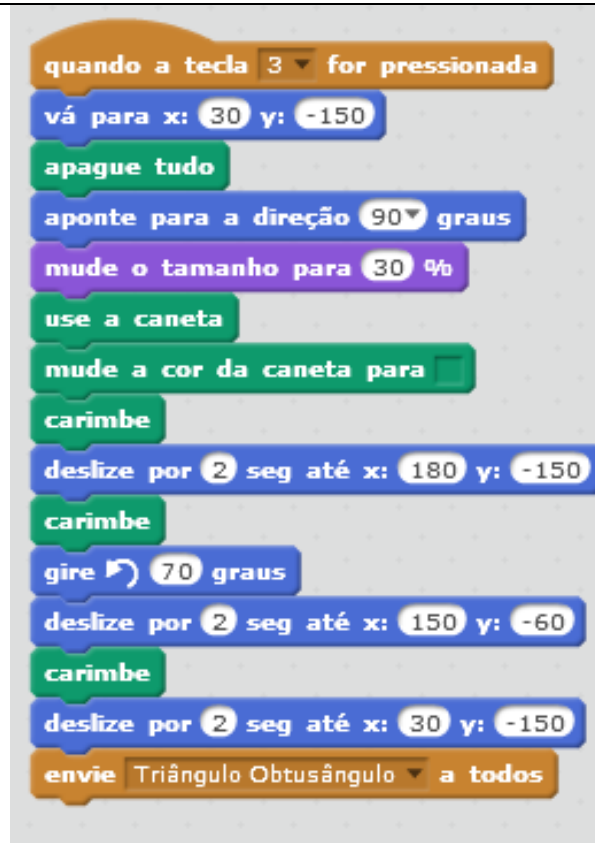 quando a tecla 3 for pressionada
vá para x: 30 y: -150
apague tudo
aponte para a direção 90 graus
mude o tamanho para 30 %
use a caneta
mude a cor da caneta para
carimbe
deslize por 2 seg até x: 180 y: -150
carimbe
gire 70 graus
deslize por 2 seg até x: 150 y: -60
carimbe
deslize por 2 seg até x: 30 y: -150
envie Triângulo Obtusângulo a todos